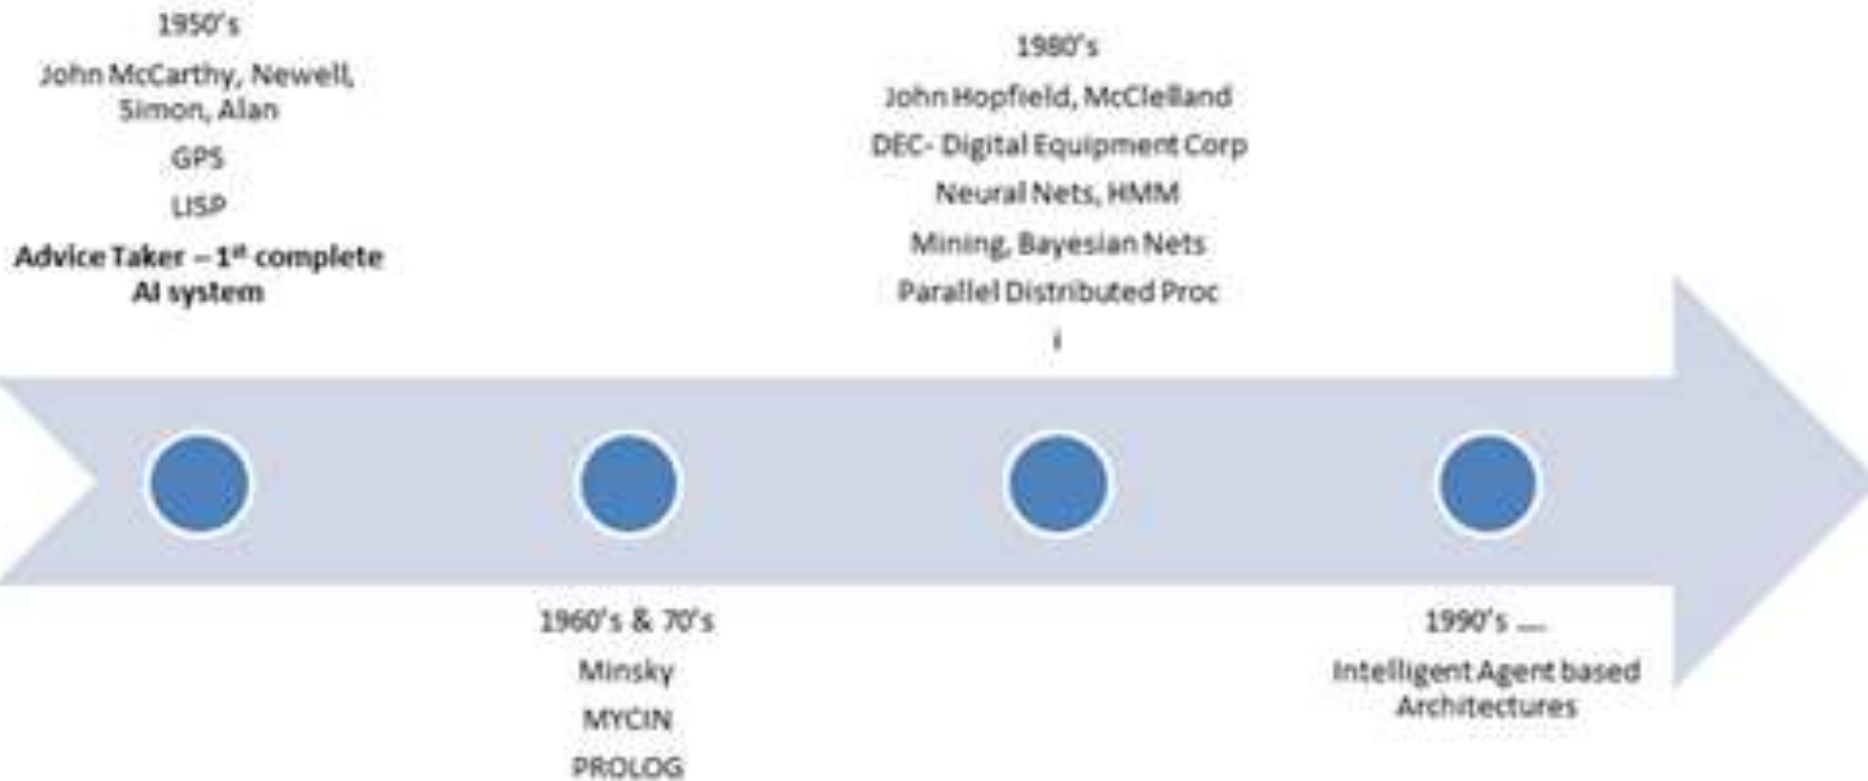 1950's
John McCarthy, Newell,
Simon, Alan
GPS
LISP
Advice Taker – 1st complete
AI system
1960's & 70's
Minsky
MYCIN
PROLOG
1980's
John Hopfield, McClelland
DEC- Digital Equipment Corp
Neural Nets, HMM
Mining, Bayesian Nets
Parallel Distributed Proc
i
1990's ....
Intelligent Agent based
Architectures